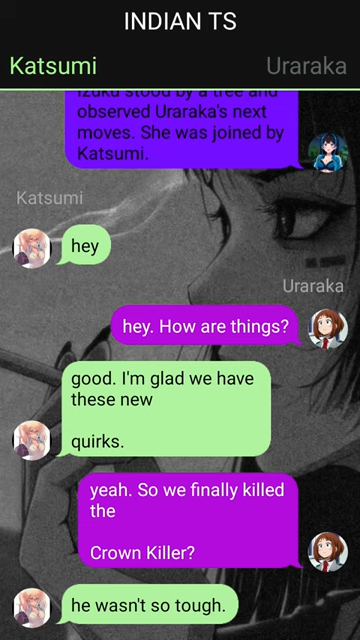 INDIAN TS
Katsumi
Uraraka
Izuku stood by a tree and
observed Uraraka's next
moves. She was joined by
Katsumi.
Katsumi
hey
Uraraka
hey. How are things?
good. I'm glad we have
these new
quirks.
yeah. So we finally killed
the
Crown Killer?
he wasn't so tough.